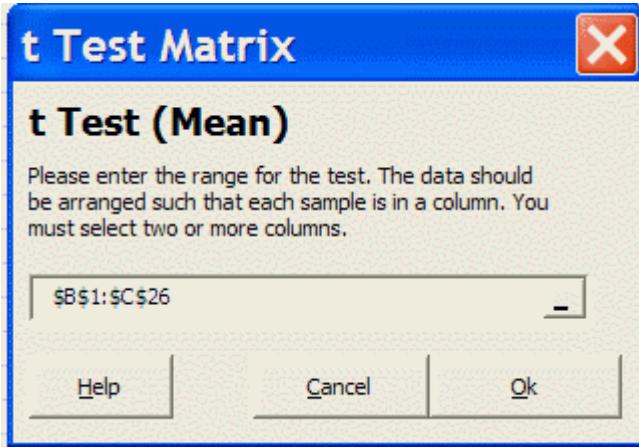 t Test Matrix
t Test (Mean)
Please enter the range for the test. The data should
be arranged such that each sample is in a column. You
must select two or more columns.
$B$1:$C$26
Help Cancel Ok